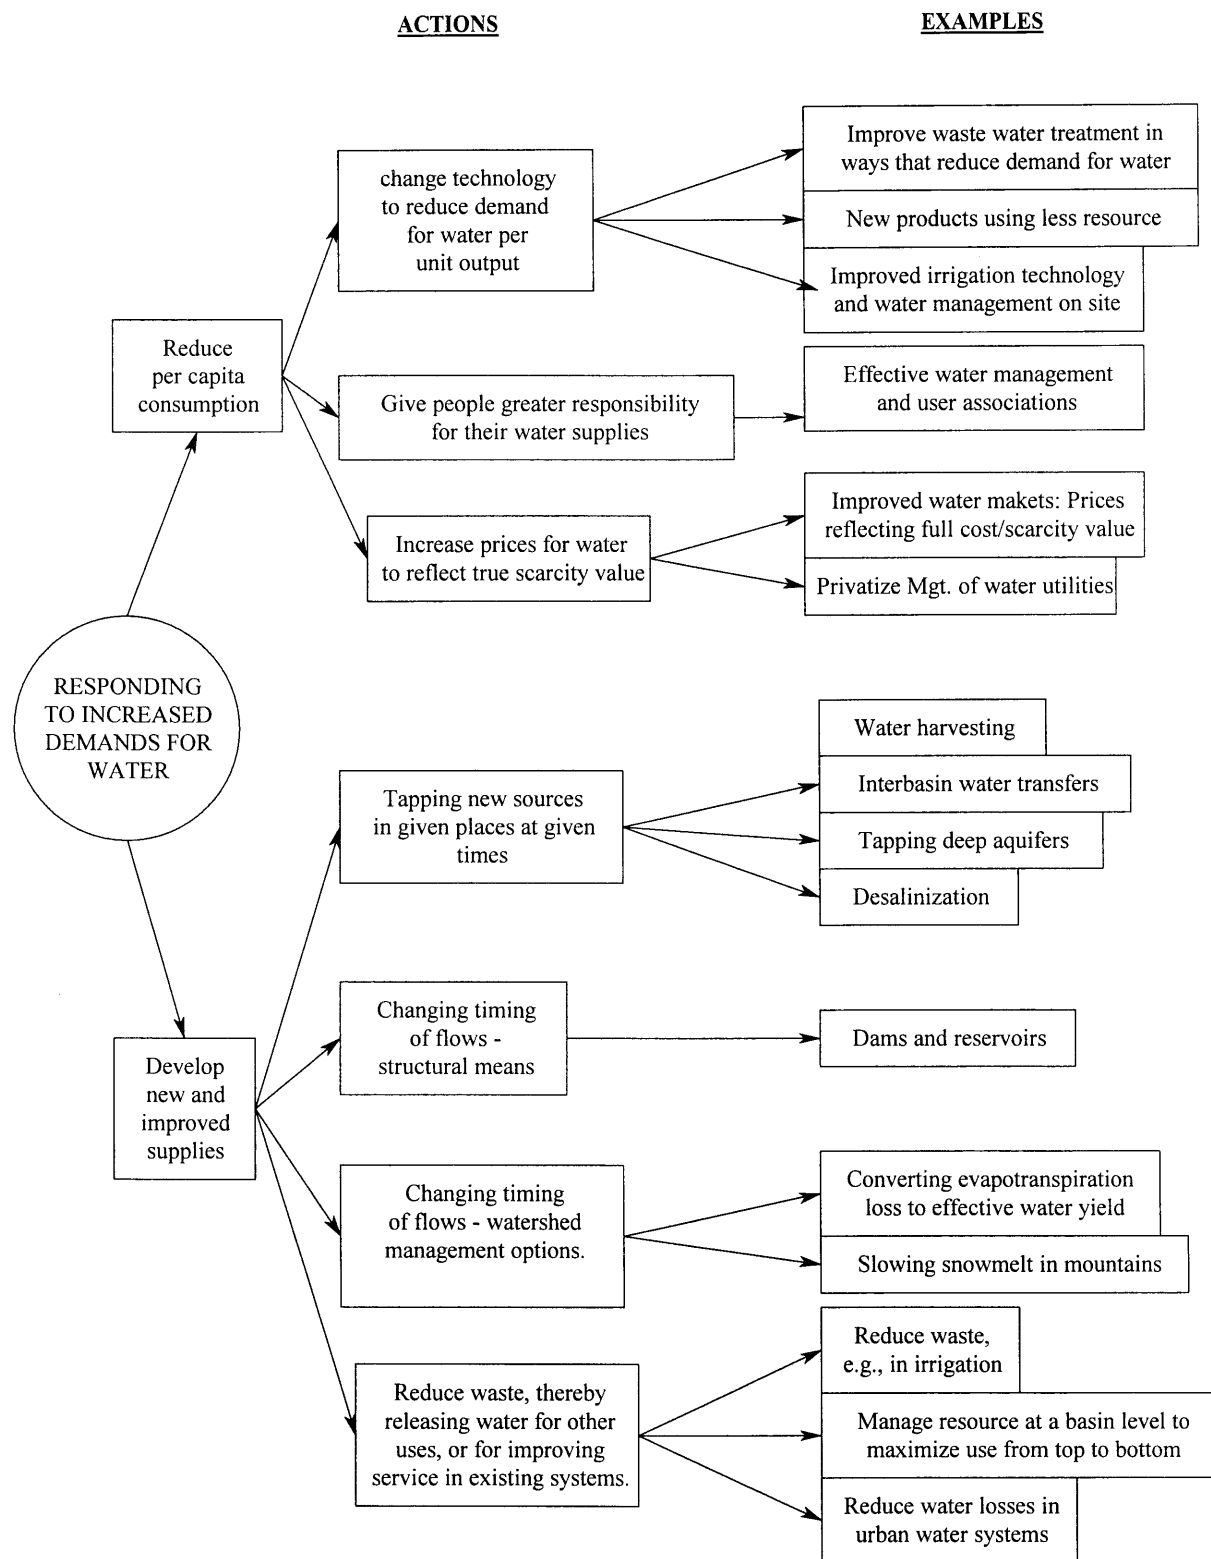 ACTIONS
EXAMPLES
Improve waste water treatment in
ways that reduce demand for water
change technology
to reduce demand
for water per
unit output
New products using less resource
Improved irrigation technology
and water management on site
Reduce
per capita
consumption
Give people greater responsibility
for their water supplies
Effective water management
and user associations
Increase prices for water
to reflect true scarcity value
Improved water makets: Prices
reflecting full cost/scarcity value
Privatize Mgt. of water utilities
RESPONDING
TO INCREASED
DEMANDS FOR
WATER
Tapping new sources
in given places at given
times
Water harvesting
Interbasin water transfers
Tapping deep aquifers
Desalinization
Develop
new and
improved
supplies
Changing timing
of flows -
structural means
Dams and reservoirs
Changing timing
of flows - watershed
management options.
Converting evapotranspiration
loss to effective water yield
Slowing snowmelt in mountains
Reduce waste, thereby
releasing water for other
uses, or for improving
service in existing systems.
Reduce waste,
e.g., in irrigation
Manage resource at a basin level to
maximize use from top to bottom
Reduce water losses in
urban water systems